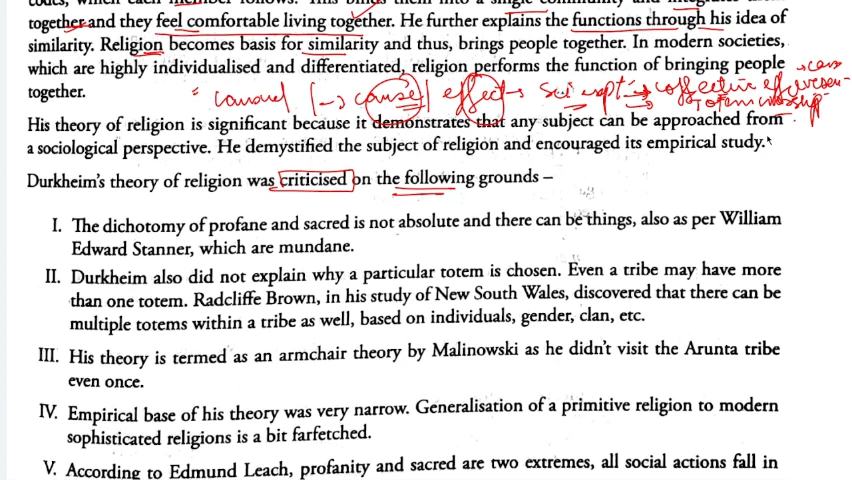 codes, which each member follows. This binds them into a single community and integrates them
together and they feel comfortable living together. He further explains the functions through his idea of
similarity. Religion becomes basis for similarity and thus, brings people together. In modern societies,
which are highly individualised and differentiated, religion performs the function of bringing people
together.
causal [→ cause] effect
collective
Totem worship
His theory of religion is significant because it demonstrates that any subject can be approached from
a sociological perspective. He demystified the subject of religion and encouraged its empirical study.
Durkheim's theory of religion was criticised on the following grounds –
I. The dichotomy of profane and sacred is not absolute and there can be things, also as per William
Edward Stanner, which are mundane.
II. Durkheim also did not explain why a particular totem is chosen. Even a tribe may have more
than one totem. Radcliffe Brown, in his study of New South Wales, discovered that there can be
multiple totems within a tribe as well, based on individuals, gender, clan, etc.
III. His theory is termed as an armchair theory by Malinowski as he didn't visit the Arunta tribe
even once.
IV. Empirical base of his theory was very narrow. Generalisation of a primitive religion to modern
sophisticated religions is a bit farfetched.
V. According to Edmund Leach, profanity and sacred are two extremes, all social actions fall in